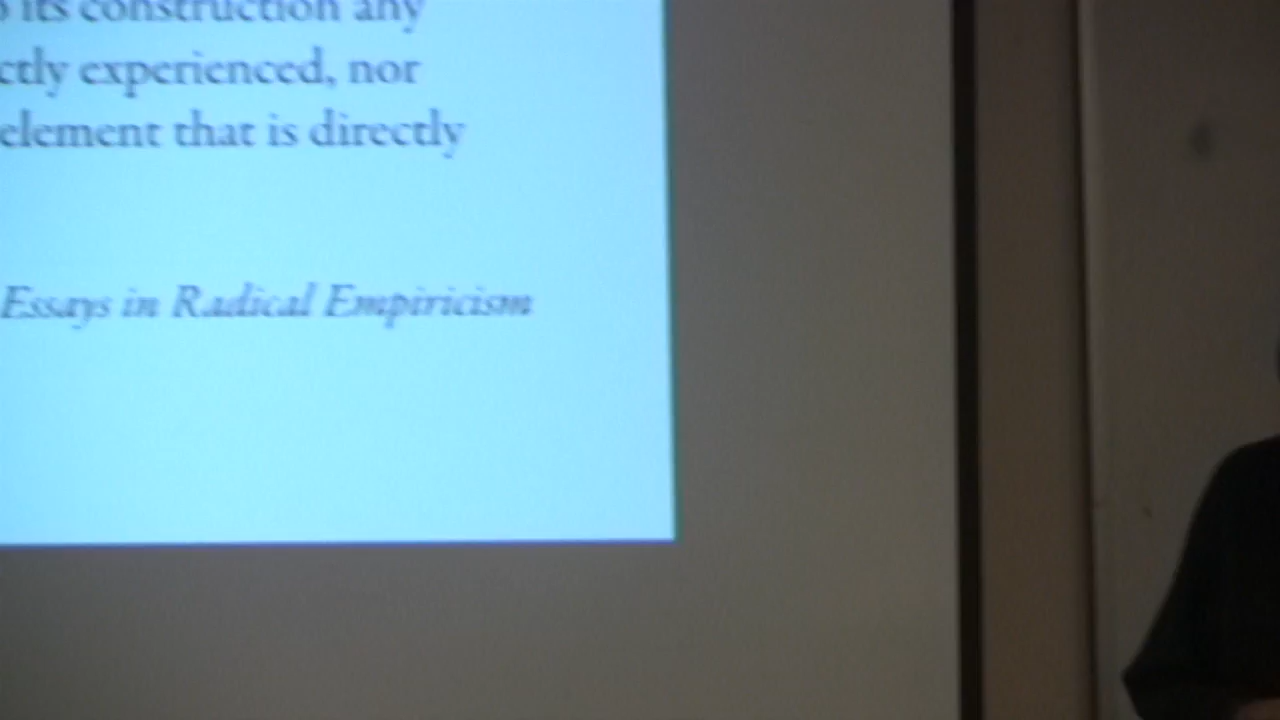 its construction any
ctly experienced, nor
element that is directly
Essays in Radical Empiricism